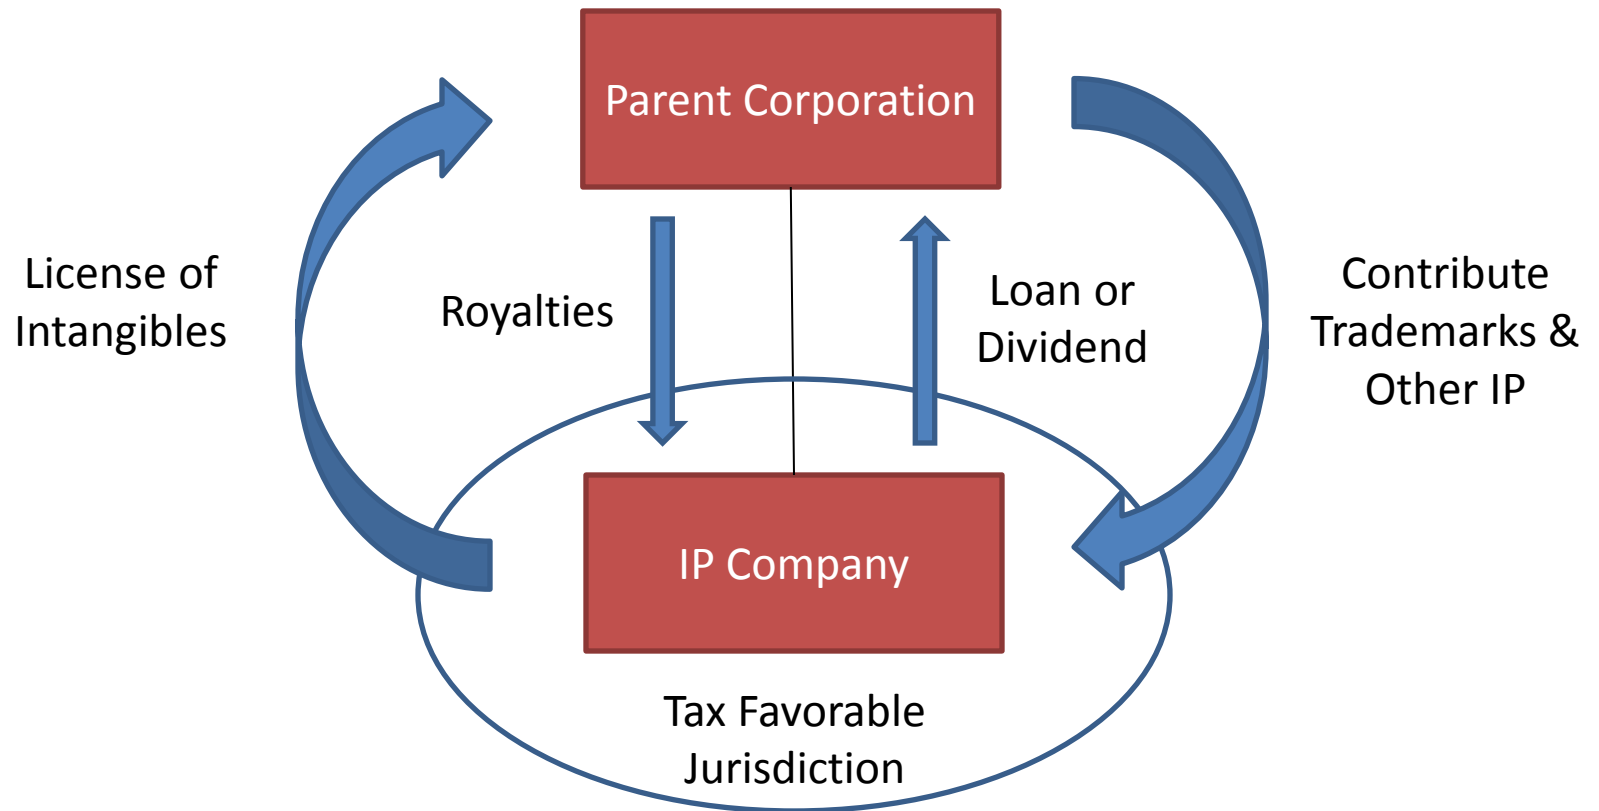 Parent Corporation
License of
Intangibles
Royalties
Loan or
Dividend
Contribute
Trademarks &
Other IP
IP Company
Tax Favorable
Jurisdiction